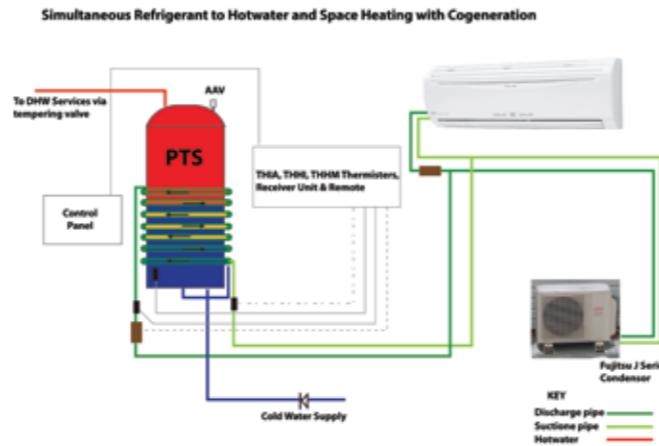 Simultaneous Refrigerant to Hotwater and Space Heating with Cogeneration
AAV
To DHW Services via
tempering valve
PTS
THIA, THHI, THHM Thermisters,
Receiver Unit & Remote
Control
Panel
Fujitsu J Seri
Condensor
KEY
Discharge pipe
Suctione pipe
Hotwater
Cold Water Supply